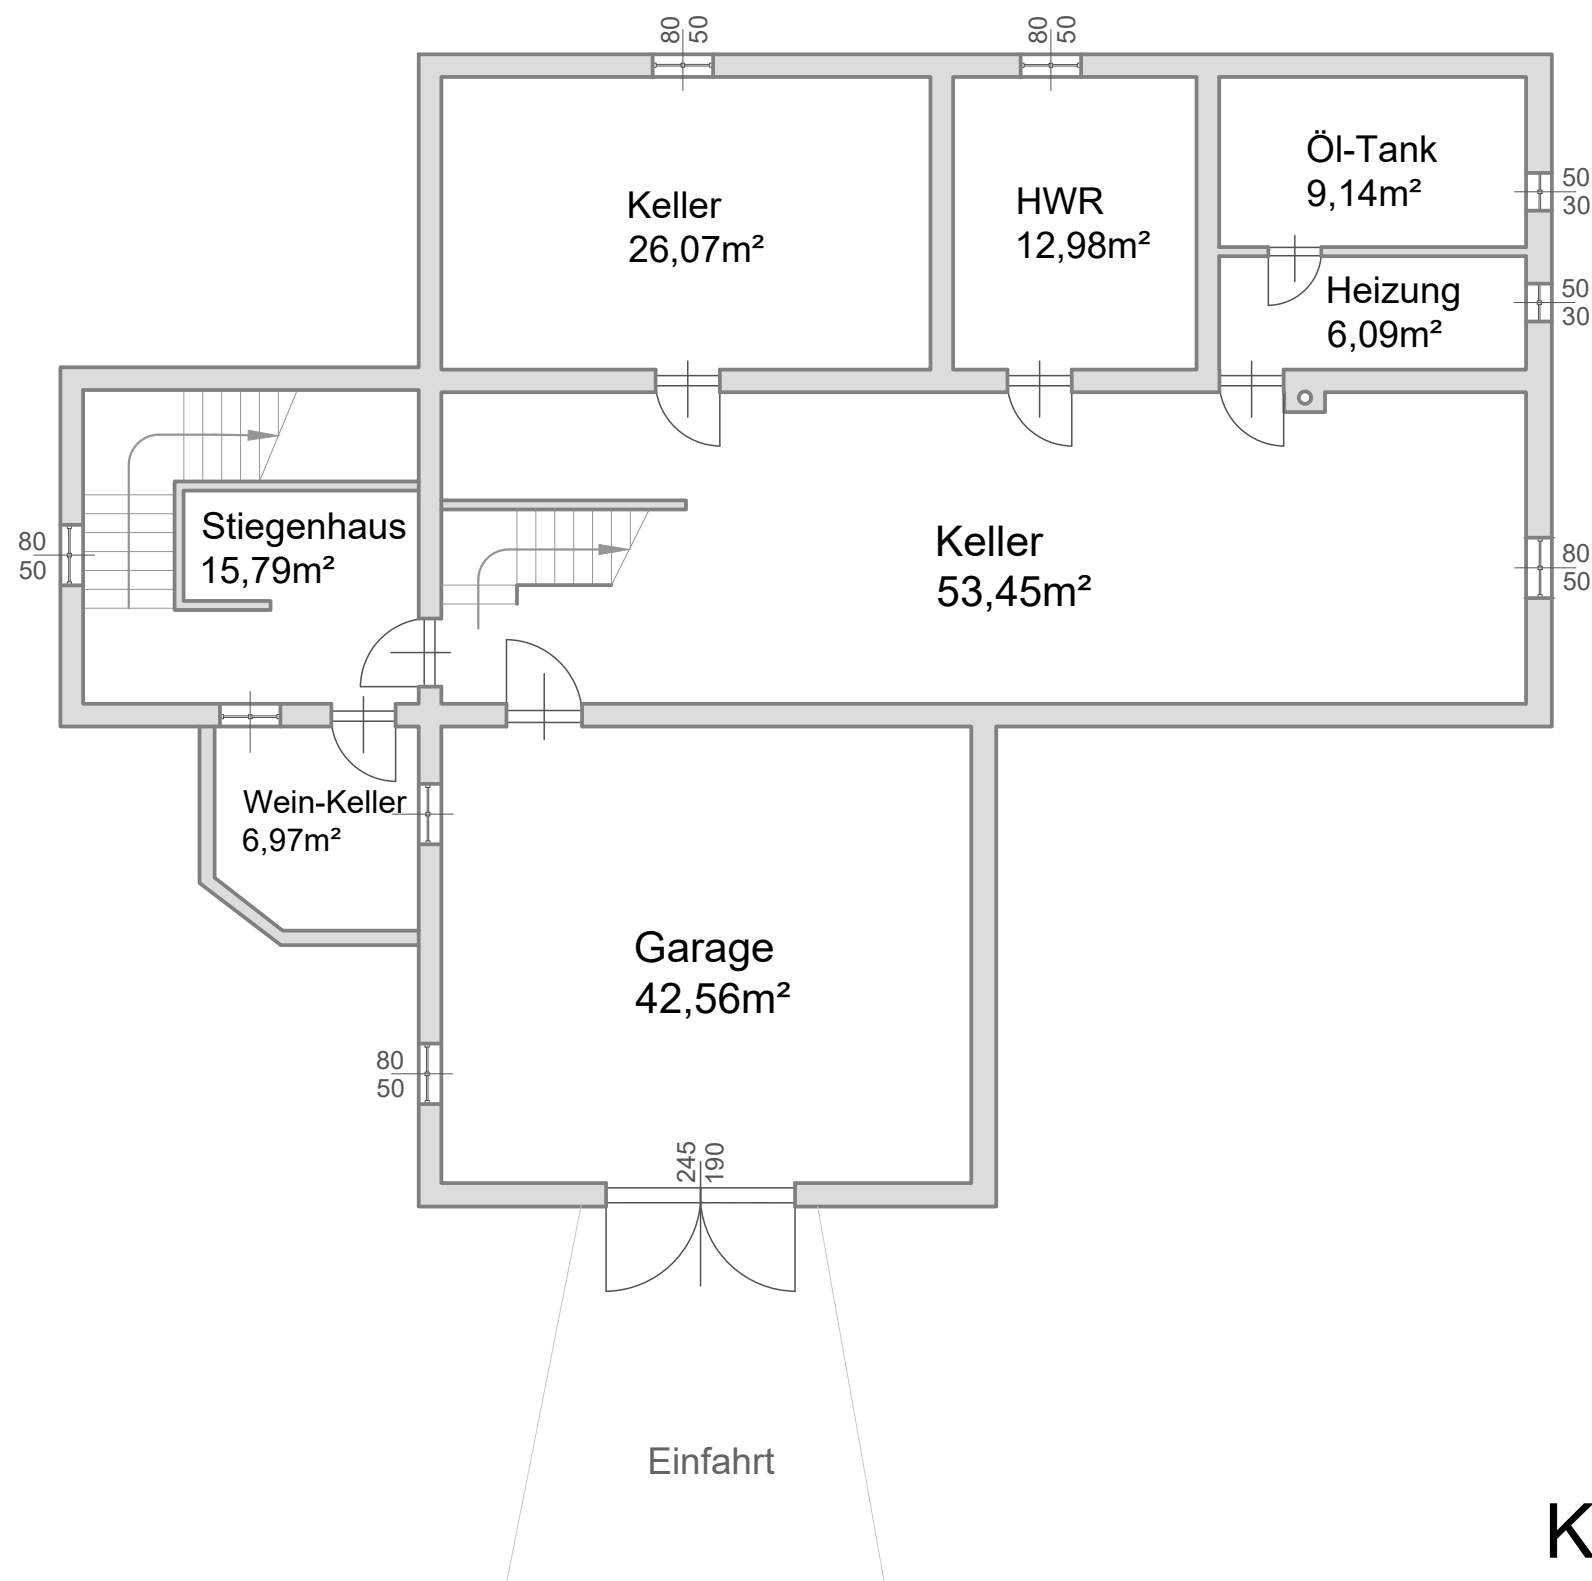 80
50
80
50
Öl-Tank
9,14m²
50
30
Keller
26,07m²
HWR
12,98m²
Heizung
6,09m²
50
30
Stiegenhaus
15,79m²
80
50
Keller
53,45m²
80
50
Wein-Keller
6,97m²
Garage
42,56m²
80
50
245
190
Einfahrt
K